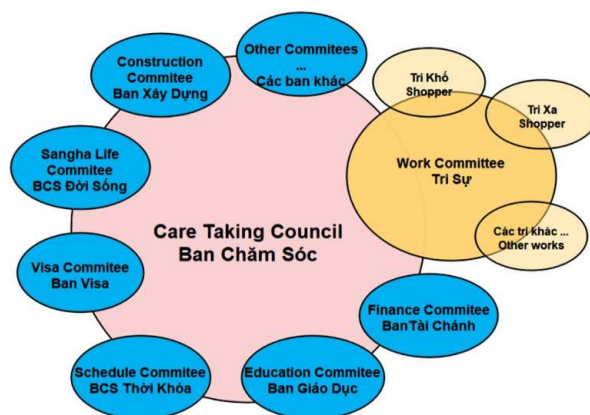 Other Commitees
...
Các ban khác
Construction
Commitee
Ban Xây Dựng
Tri Khố
Shopper
Tri Xa
Shopper
Work Committee
Tri Sự
Sangha Life
Commitee
BCS Đời Sống
Care Taking Council
Ban Chăm Sóc
Các tri khác ...
Other works
Visa Commitee
Ban Visa
Finance Commitee
BanTài Chánh
Schedule Commitee
BCS Thời Khóa
Education Commitee
Ban Giáo Dục